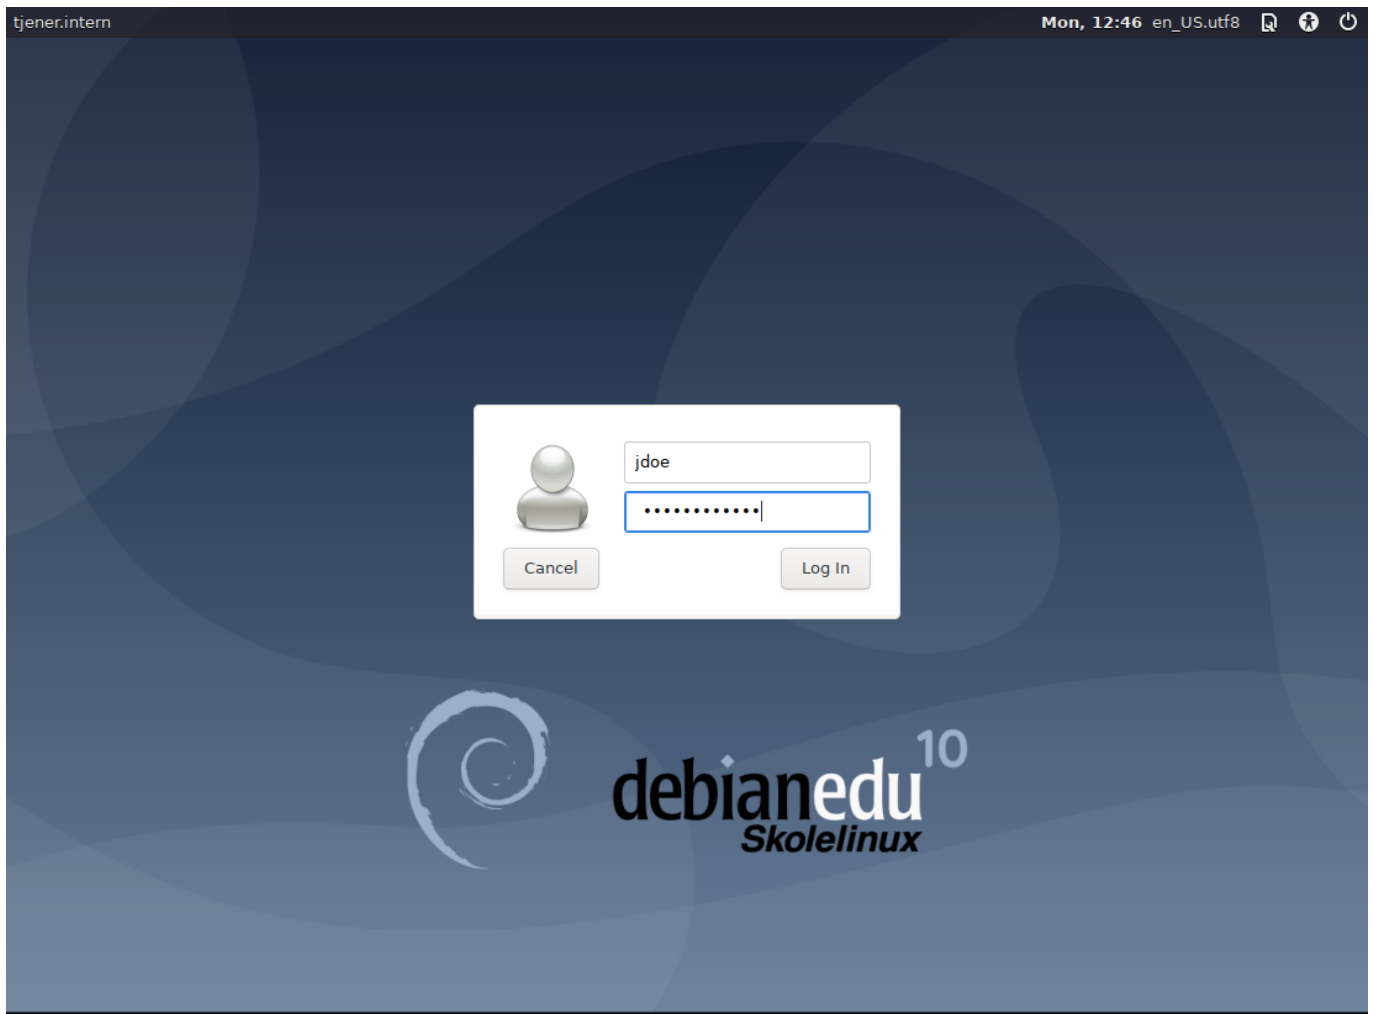 tjener.intern
Mon, 12:46 en_US.utf8
jdoe
••••••••••••
Cancel
Log In
debianedu 10
Skolelinux